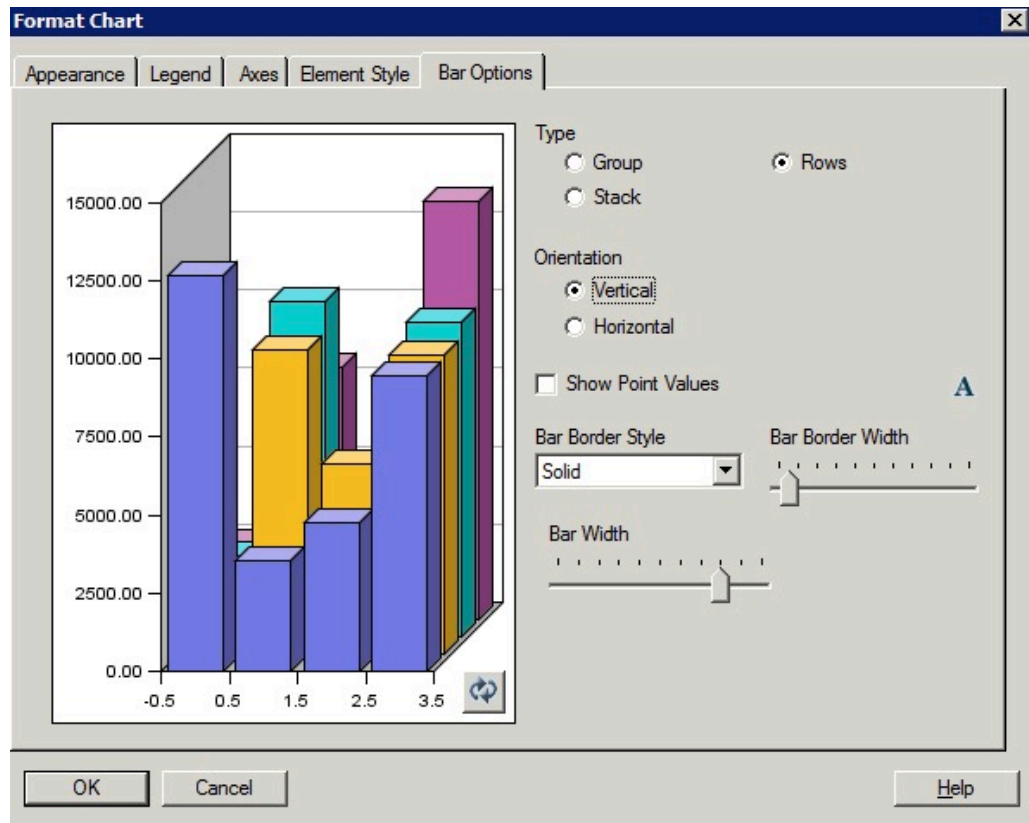 Format Chart
Appearance Legend Axes Element Style Bar Options
Type
Group Rows
Stack
Orientation
Vertical
Horizontal
Show Point Values A
Bar Border Style Bar Border Width
Solid
Bar Width
15000.00
12500.00
10000.00
7500.00
5000.00
2500.00
0.00
-0.5 0.5 1.5 2.5 3.5
OK Cancel Help